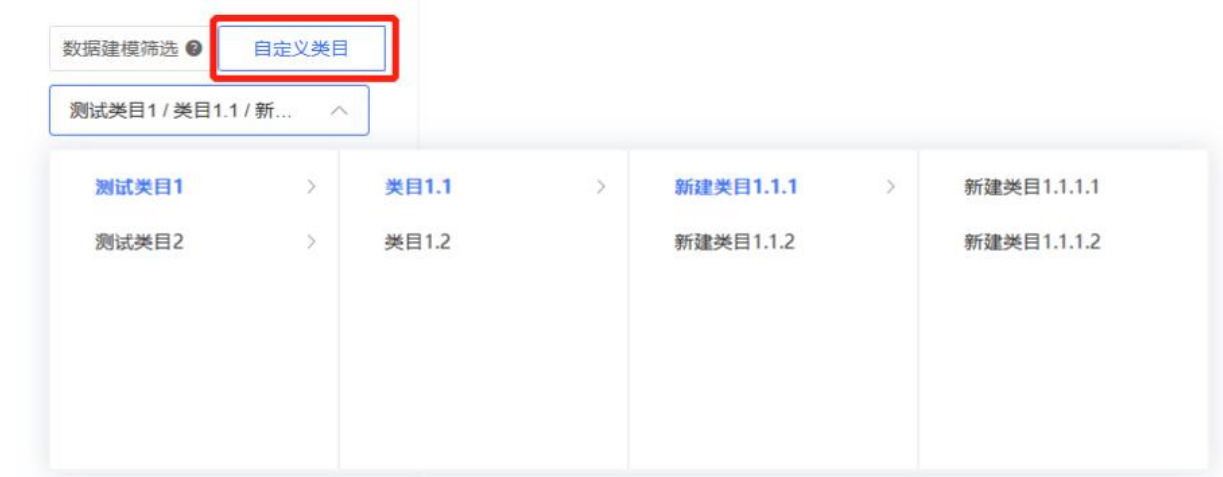 数据建模筛选 ? 自定义类目
测试类目1 / 类目1.1 / 新...
测试类目1 类目1.1 新建类目1.1.1 新建类目1.1.1.1
测试类目2 类目1.2 新建类目1.1.2 新建类目1.1.1.2